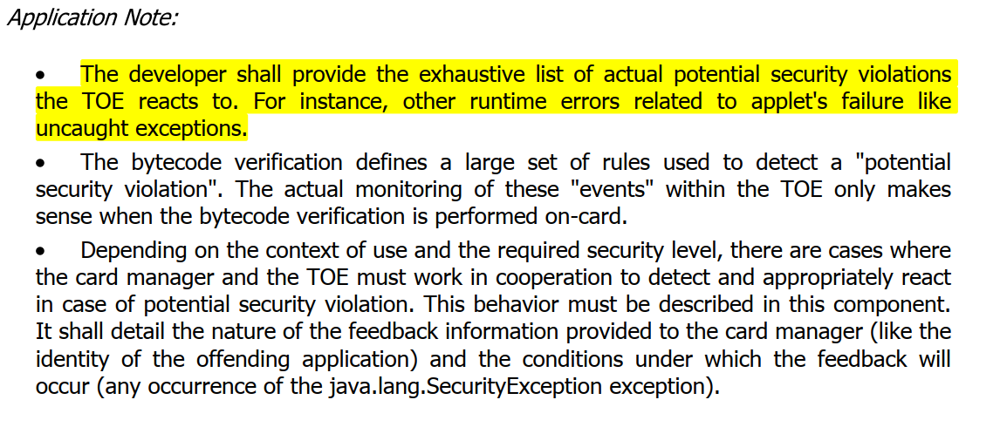 Application Note:
• The developer shall provide the exhaustive list of actual potential security violations
the TOE reacts to. For instance, other runtime errors related to applet's failure like
uncaught exceptions.
• The bytecode verification defines a large set of rules used to detect a "potential
security violation". The actual monitoring of these "events" within the TOE only makes
sense when the bytecode verification is performed on-card.
• Depending on the context of use and the required security level, there are cases where
the card manager and the TOE must work in cooperation to detect and appropriately react
in case of potential security violation. This behavior must be described in this component.
It shall detail the nature of the feedback information provided to the card manager (like the
identity of the offending application) and the conditions under which the feedback will
occur (any occurrence of the java.lang.SecurityException exception).